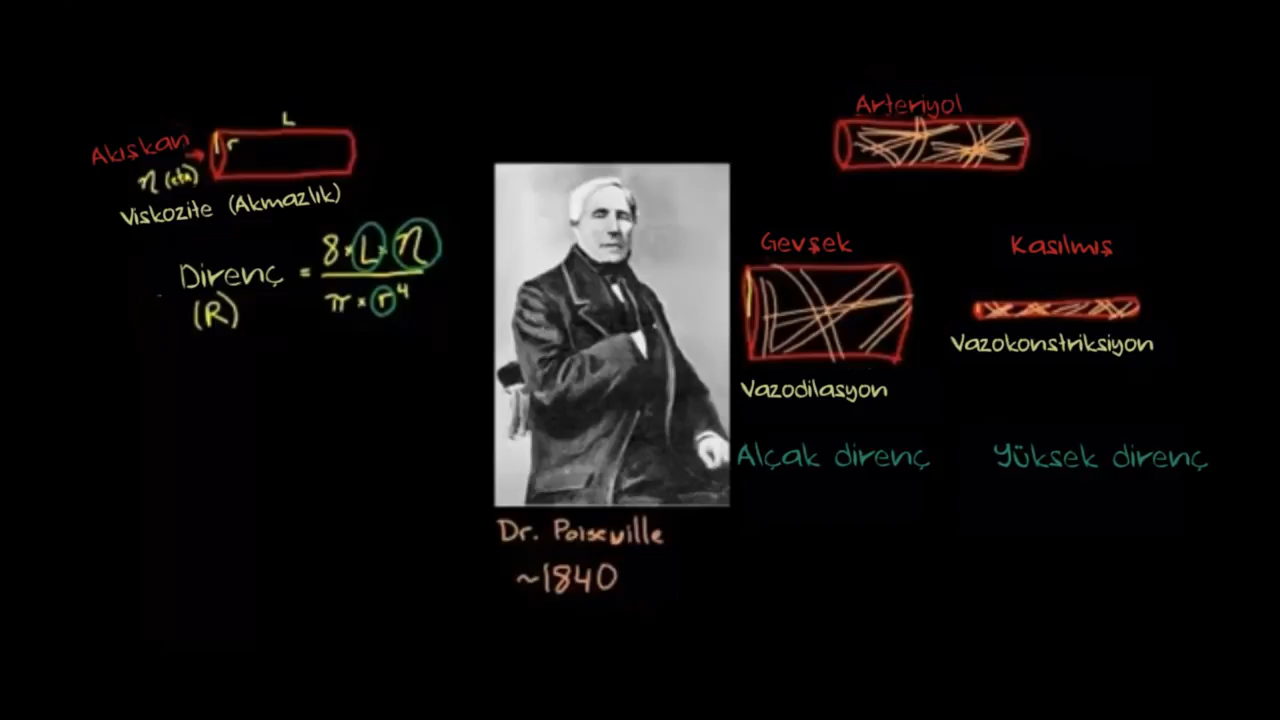 L
Akışkan
r
η (eta)
Viskozite (Akmazlık)
Direnç = 8 * L * η
π * r⁴
(R)
Dr. Poiseuille
~1840
Arteriyol
Gevşek
Kasılmış
Vazodilasyon
Vazokonstriksiyon
Alçak direnç
Yüksek direnç